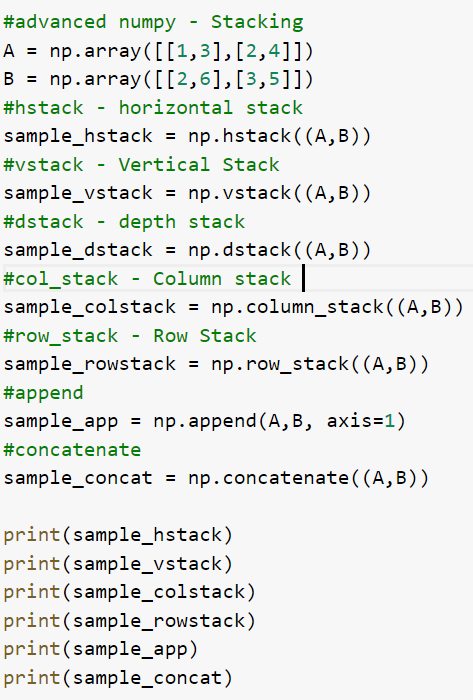 #advanced numpy - Stacking
A = np.array([[1,3],[2,4]])
B = np.array([[2,6],[3,5]])
#hstack - horizontal stack
sample_hstack = np.hstack((A,B))
#vstack - Vertical Stack
sample_vstack = np.vstack((A,B))
#dstack - depth stack
sample_dstack = np.dstack((A,B))
#col_stack - Column stack
sample_colstack = np.column_stack((A,B))
#row_stack - Row Stack
sample_rowstack = np.row_stack((A,B))
#append
sample_app = np.append(A,B, axis=1)
#concatenate
sample_concat = np.concatenate((A,B))
print(sample_hstack)
print(sample_vstack)
print(sample_colstack)
print(sample_rowstack)
print(sample_app)
print(sample_concat)